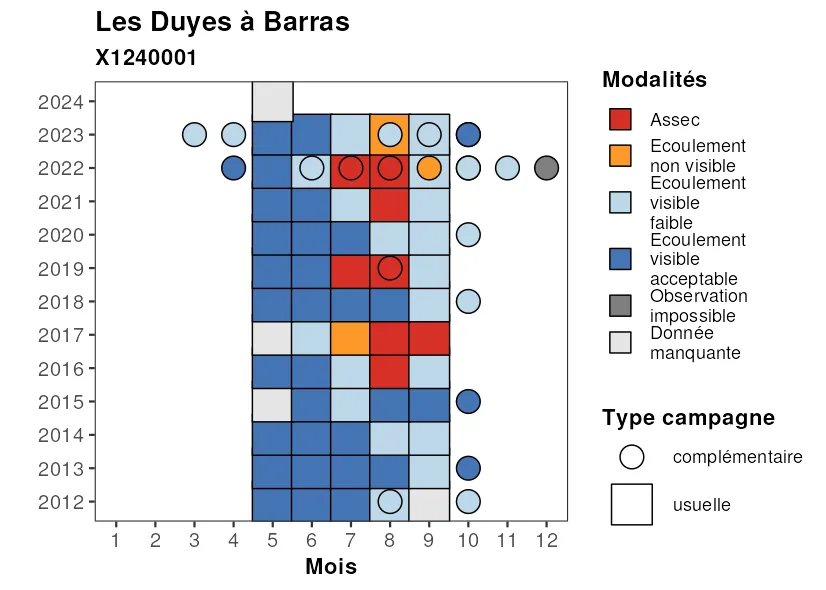 Les Duyes à Barras
X1240001
2024
2023
2022
2021
2020
2019
2018
2017
2016
2015
2014
2013
2012
1 2 3 4 5 6 7 8 9 10 11 12
Mois
Modalités
Assec
Ecoulement
non visible
Ecoulement
visible
faible
Ecoulement
visible
acceptable
Observation
impossible
Donnée
manquante
Type campagne
complémentaire
usuelle